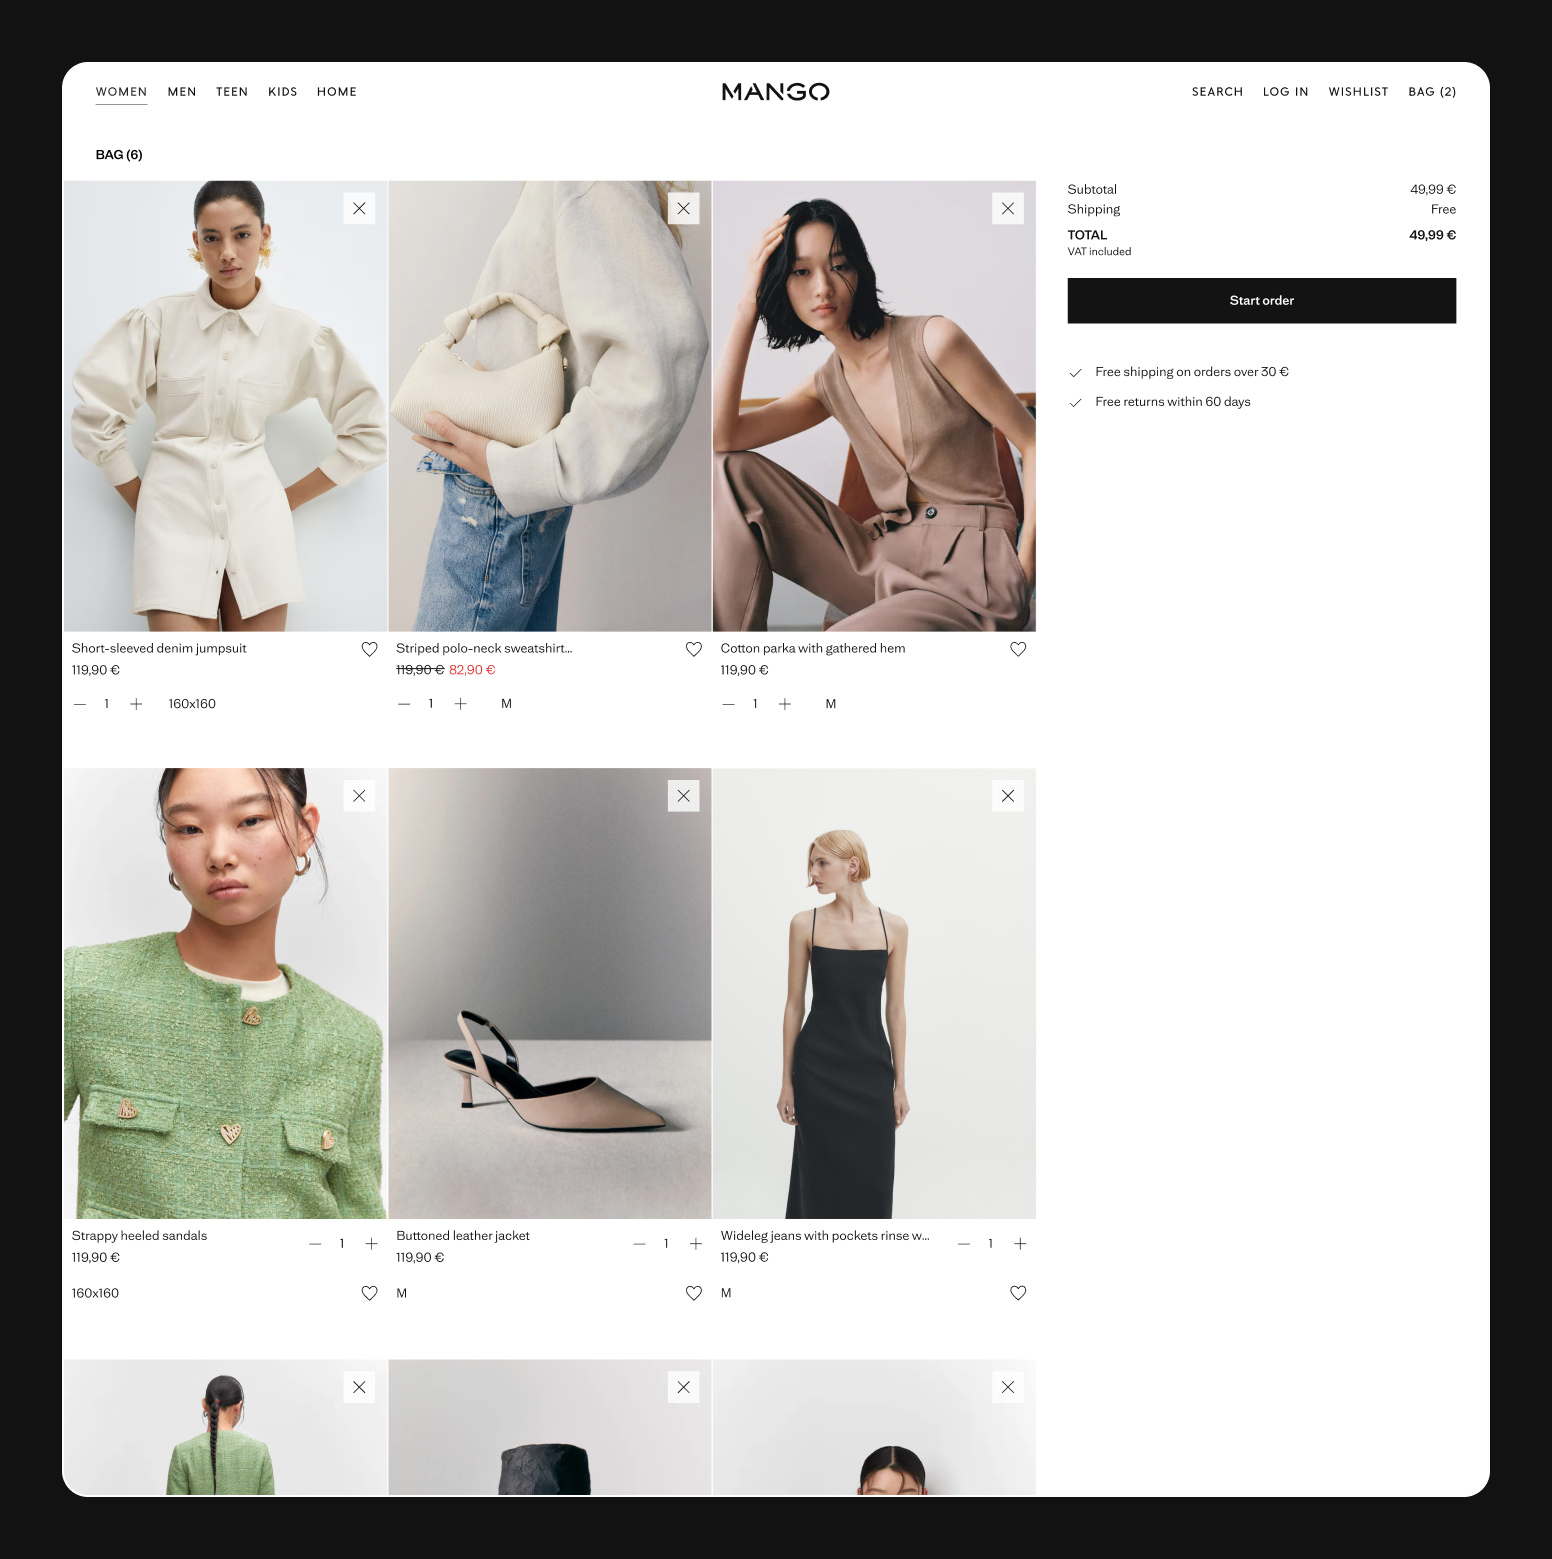 WOMEN MEN TEEN KIDS HOME MANGO SEARCH LOG IN WISHLIST BAG (2)
BAG (6)
Subtotal 49,99 €
Shipping Free
TOTAL 49,99 €
VAT included
Start order
Free shipping on orders over 30 €
Free returns within 60 days
Short-sleeved denim jumpsuit
119,90 €
1 160x160
Striped polo-neck sweatshirt...
119,90 € 82,90 €
1 M
Cotton parka with gathered hem
119,90 €
1 M
Strappy heeled sandals
119,90 €
1
160x160
Buttoned leather jacket
119,90 €
1
M
Wideleg jeans with pockets rinse w...
119,90 €
1
M